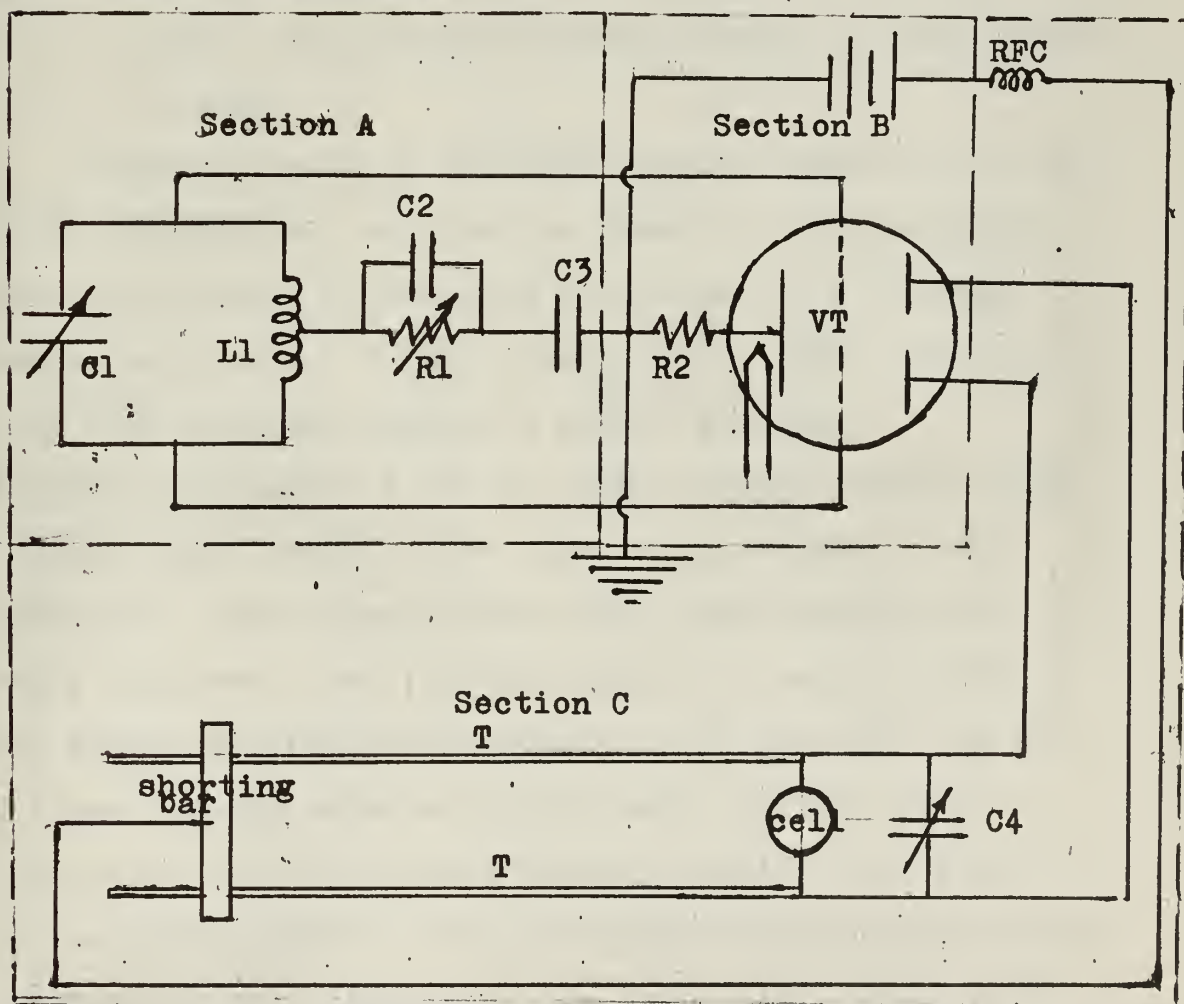 RFC
Section A
Section B
C2
C3
C1
L1
R1
R2
VT
Section C
T
shorting
bar
cell
C4
T